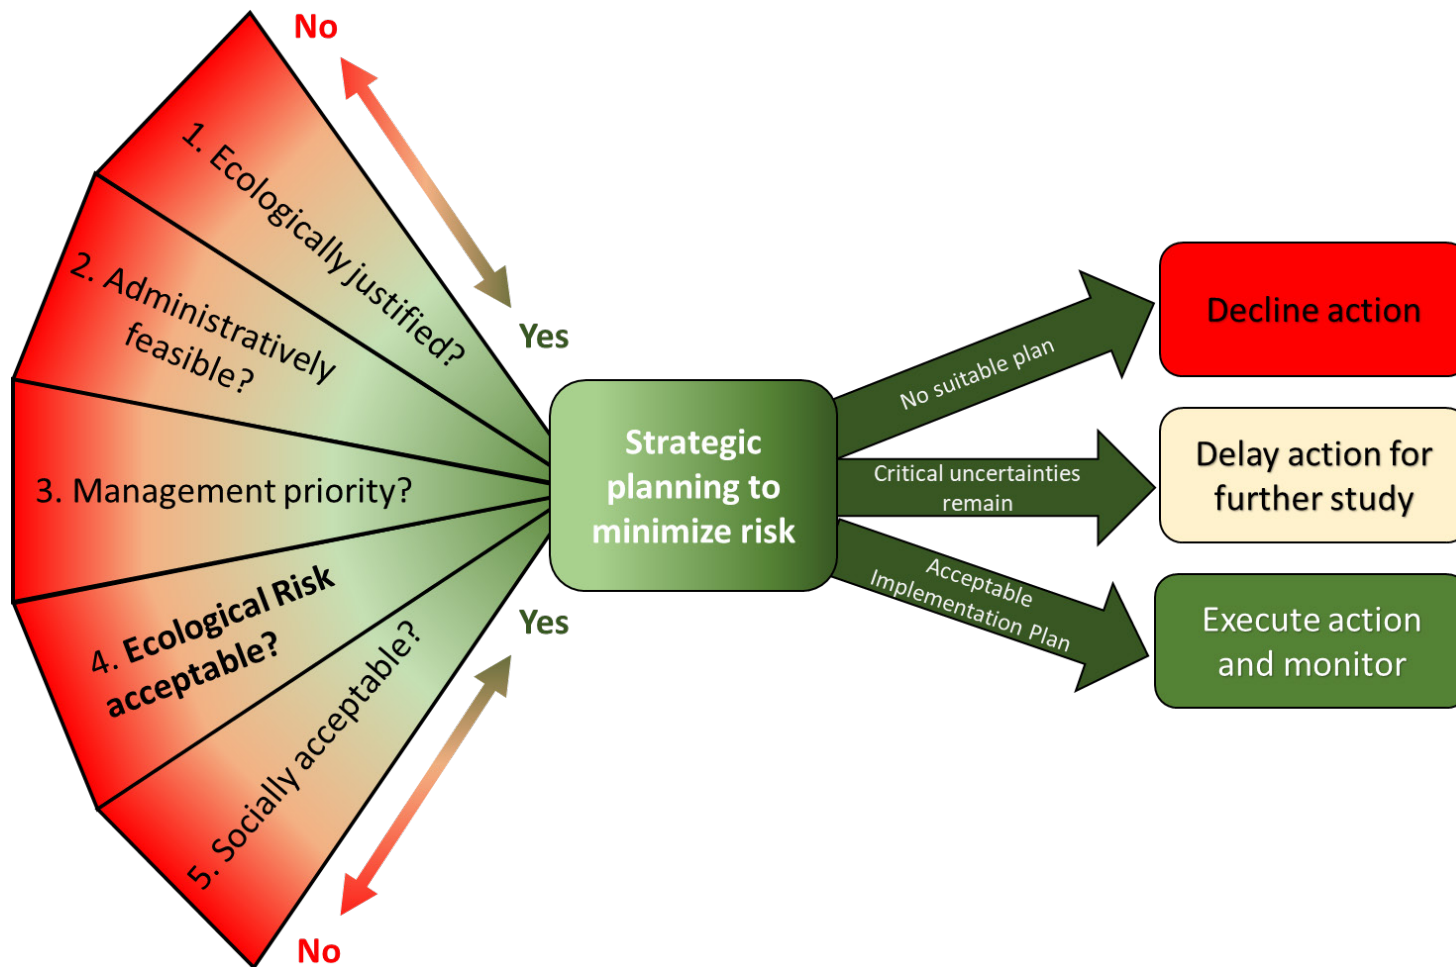 No
1. Ecologically justified?
2. Administratively
feasible?
3. Management priority?
4. Ecological Risk
acceptable?
5. Socially acceptable?
No
Yes
Yes
Strategic
planning to
minimize risk
No suitable plan
Critical uncertainties
remain
Acceptable
Implementation Plan
Decline action
Delay action for
further study
Execute action
and monitor